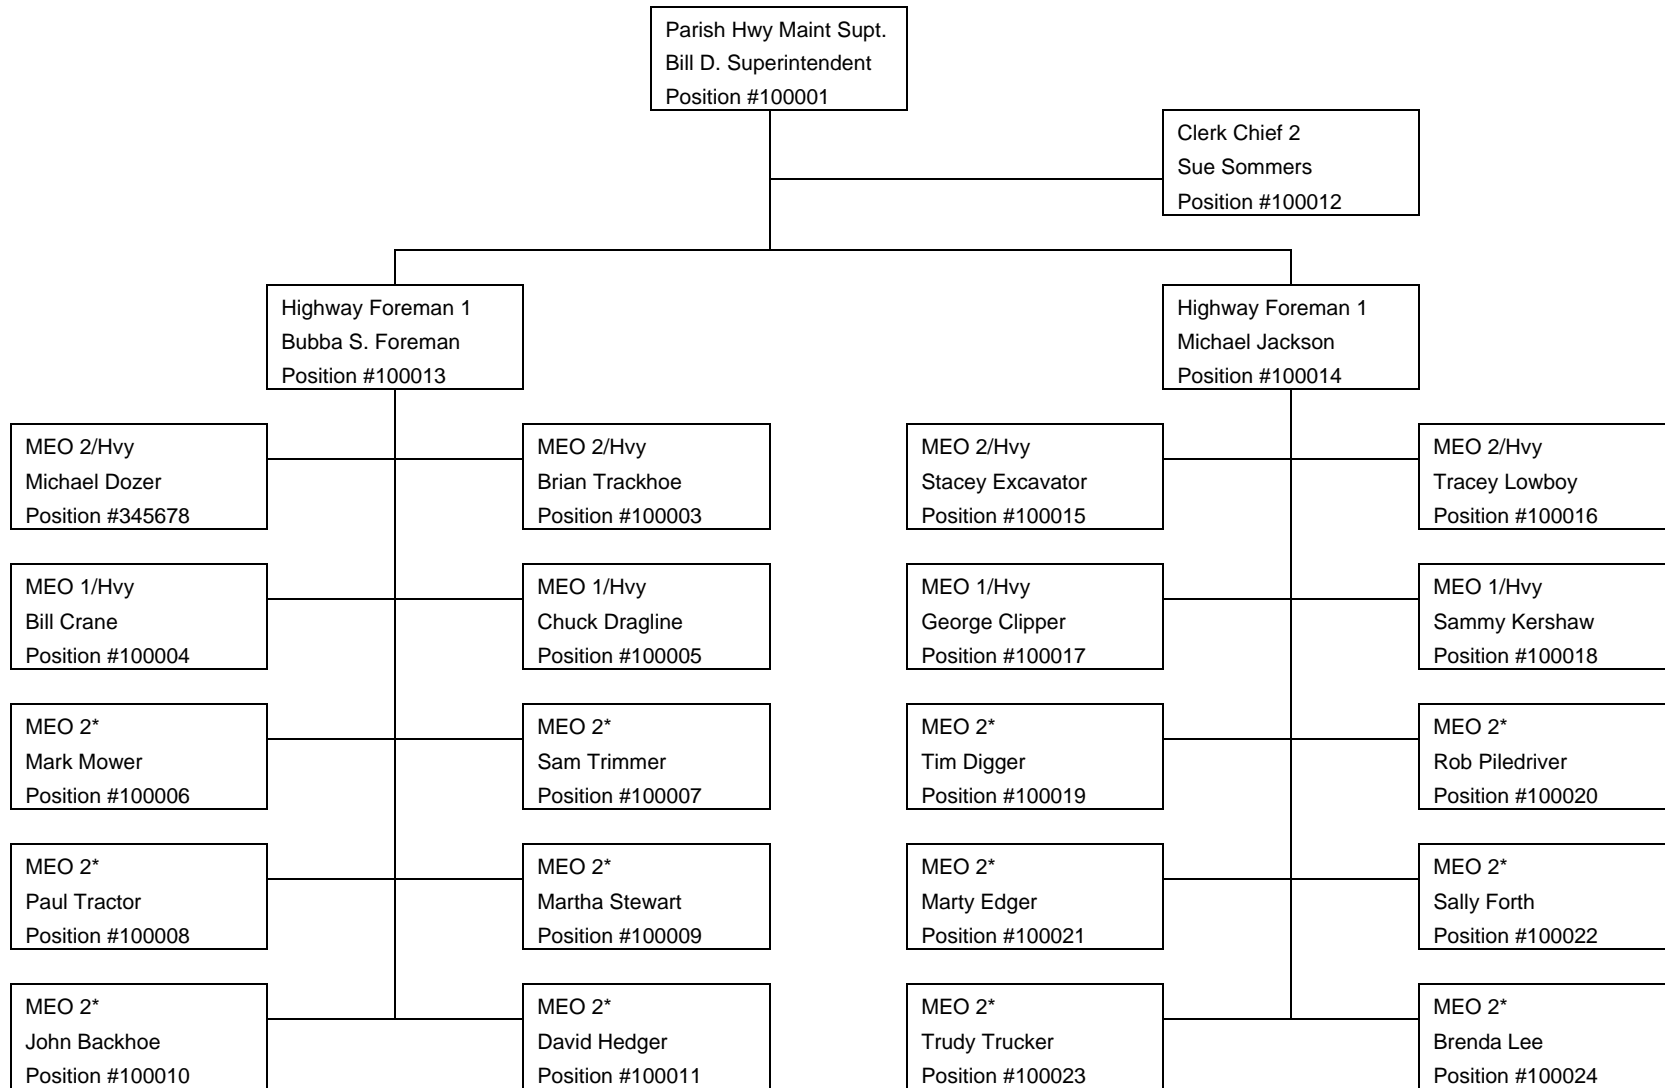 Parish Hwy Maint Supt.
Bill D. Superintendent
Position #100001
Clerk Chief 2
Sue Sommers
Position #100012
Highway Foreman 1
Bubba S. Foreman
Position #100013
Highway Foreman 1
Michael Jackson
Position #100014
MEO 2/Hvy
Michael Dozer
Position #345678
MEO 2/Hvy
Brian Trackhoe
Position #100003
MEO 2/Hvy
Stacey Excavator
Position #100015
MEO 2/Hvy
Tracey Lowboy
Position #100016
MEO 1/Hvy
Bill Crane
Position #100004
MEO 1/Hvy
Chuck Dragline
Position #100005
MEO 1/Hvy
George Clipper
Position #100017
MEO 1/Hvy
Sammy Kershaw
Position #100018
MEO 2*
Mark Mower
Position #100006
MEO 2*
Sam Trimmer
Position #100007
MEO 2*
Tim Digger
Position #100019
MEO 2*
Rob Piledriver
Position #100020
MEO 2*
Paul Tractor
Position #100008
MEO 2*
Martha Stewart
Position #100009
MEO 2*
Marty Edger
Position #100021
MEO 2*
Sally Forth
Position #100022
MEO 2*
John Backhoe
Position #100010
MEO 2*
David Hedger
Position #100011
MEO 2*
Trudy Trucker
Position #100023
MEO 2*
Brenda Lee
Position #100024